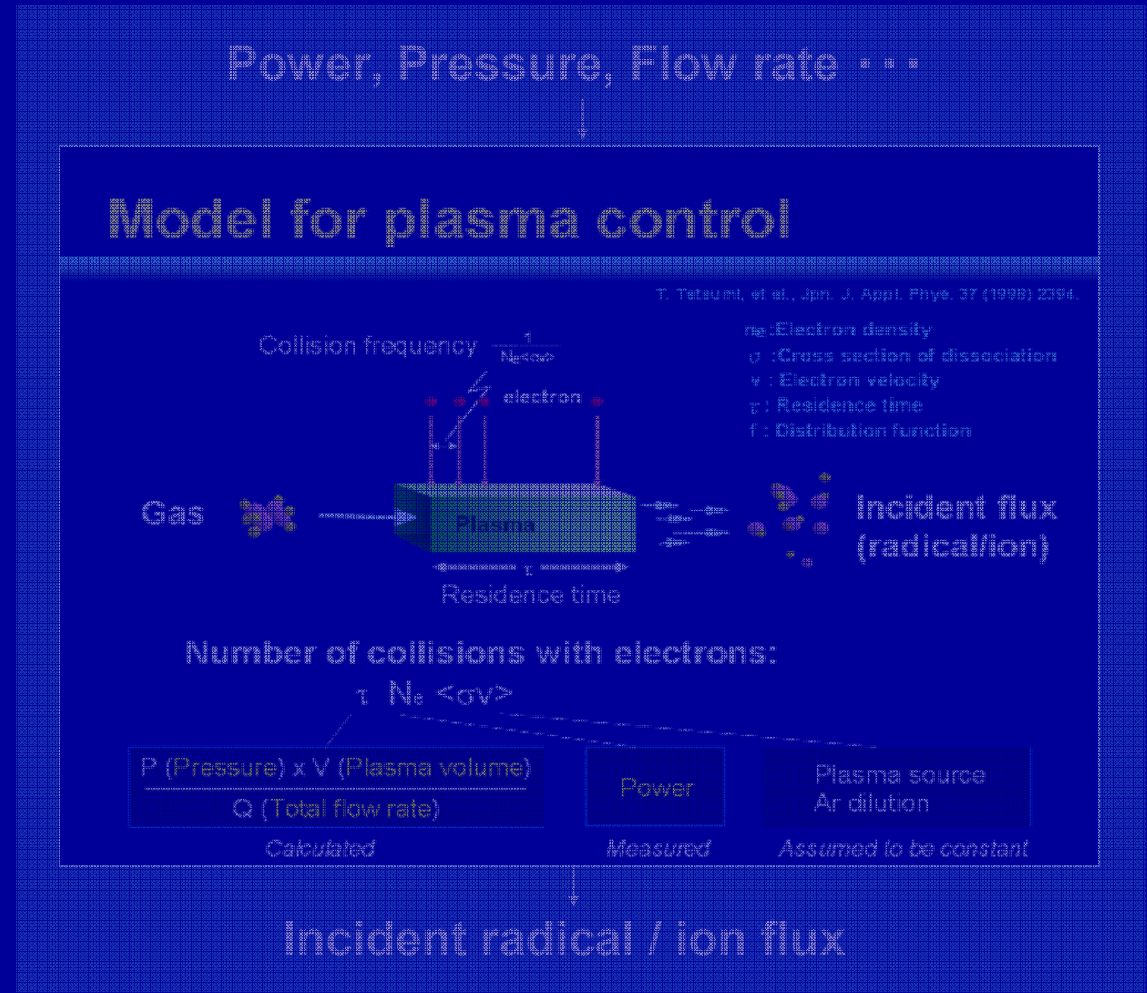 Power, Pressure, Flow rate ···
Model for plasma control
T. Tatsumi, et al., Jpn. J. Appl. Phys. 37 (1998) 2394.
Collision frequency 1
Ne<σv>
ne :Electron density
σ :Cross section of dissociation
v : Electron velocity
τ : Residence time
f : Distribution function
electron
Gas
Plasma
Incident flux
(radical/ion)
τ
Residence time
Number of collisions with electrons:
τ Ne <σv>
P (Pressure) x V (Plasma volume)
Q (Total flow rate)
Power
Plasma source
Ar dilution
Calculated
Measured
Assumed to be constant
Incident radical / ion flux